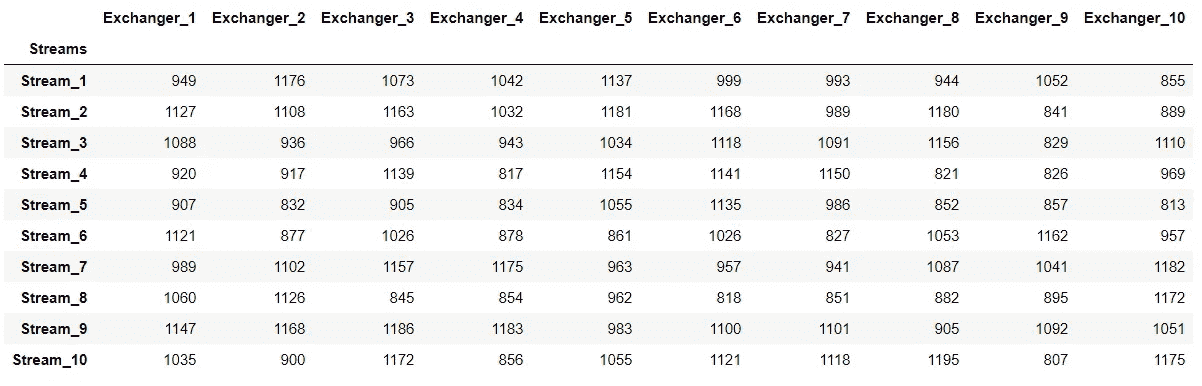 Exchanger_1 Exchanger_2 Exchanger_3 Exchanger_4 Exchanger_5 Exchanger_6 Exchanger_7 Exchanger_8 Exchanger_9 Exchanger_10
Streams
Stream_1 949 1176 1073 1042 1137 999 993 944 1052 855
Stream_2 1127 1108 1163 1032 1181 1168 989 1180 841 889
Stream_3 1088 936 966 943 1034 1118 1091 1156 829 1110
Stream_4 920 917 1139 817 1154 1141 1150 821 826 969
Stream_5 907 832 905 834 1055 1135 986 852 857 813
Stream_6 1121 877 1026 878 861 1026 827 1053 1162 957
Stream_7 989 1102 1157 1175 963 957 941 1087 1041 1182
Stream_8 1060 1126 845 854 962 818 851 882 895 1172
Stream_9 1147 1168 1186 1183 983 1100 1101 905 1092 1051
Stream_10 1035 900 1172 856 1055 1121 1118 1195 807 1175